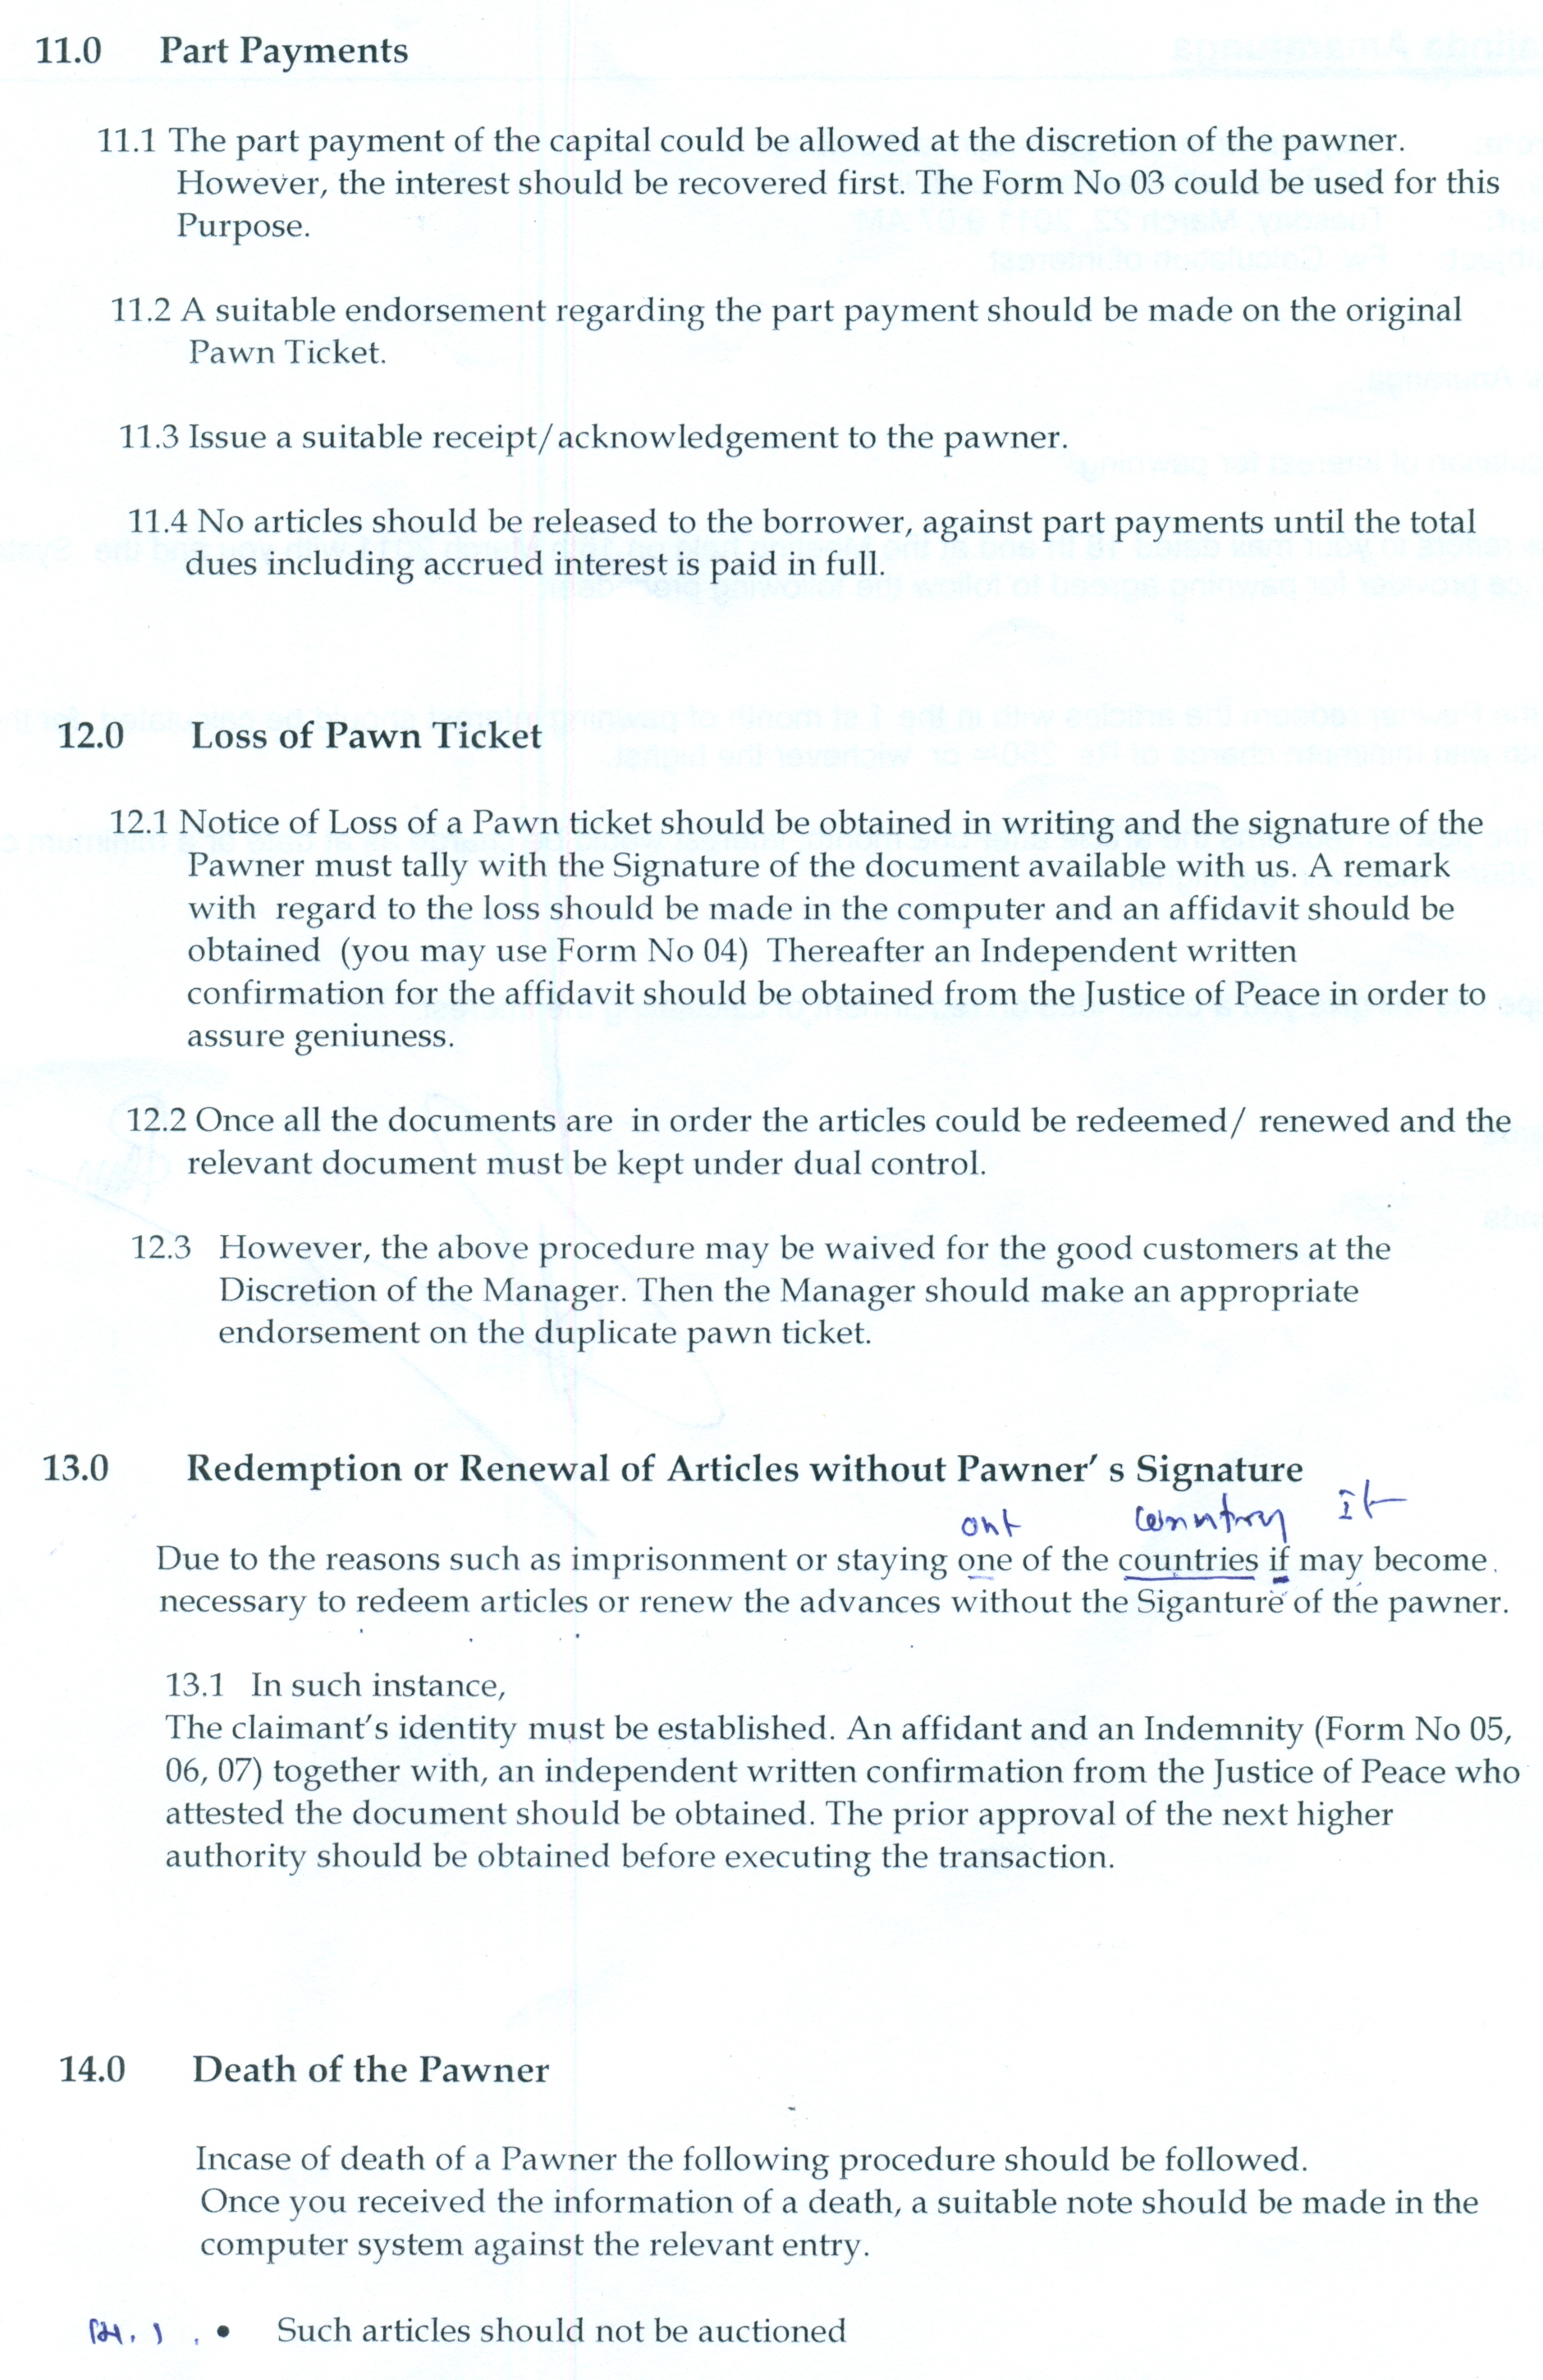 11.0 Part Payments
11.1 The part payment of the capital could be allowed at the discretion of the pawner.
However, the interest should be recovered first. The Form No 03 could be used for this
Purpose.
11.2 A suitable endorsement regarding the part payment should be made on the original
Pawn Ticket.
11.3 Issue a suitable receipt/acknowledgement to the pawner.
11.4 No articles should be released to the borrower, against part payments until the total
dues including accrued interest is paid in full.
12.0 Loss of Pawn Ticket
12.1 Notice of Loss of a Pawn ticket should be obtained in writing and the signature of the
Pawner must tally with the Signature of the document available with us. A remark
with regard to the loss should be made in the computer and an affidavit should be
obtained (you may use Form No 04) Thereafter an Independent written
confirmation for the affidavit should be obtained from the Justice of Peace in order to
assure geniuness.
12.2 Once all the documents are in order the articles could be redeemed/ renewed and the
relevant document must be kept under dual control.
12.3 However, the above procedure may be waived for the good customers at the
Discretion of the Manager. Then the Manager should make an appropriate
endorsement on the duplicate pawn ticket.
13.0 Redemption or Renewal of Articles without Pawner' s Signature
out country it
Due to the reasons such as imprisonment or staying one of the countries if may become
necessary to redeem articles or renew the advances without the Siganture of the pawner.
13.1 In such instance,
The claimant's identity must be established. An affidant and an Indemnity (Form No 05,
06, 07) together with, an independent written confirmation from the Justice of Peace who
attested the document should be obtained. The prior approval of the next higher
authority should be obtained before executing the transaction.
14.0 Death of the Pawner
Incase of death of a Pawner the following procedure should be followed.
Once you received the information of a death, a suitable note should be made in the
computer system against the relevant entry.
14.1 . • Such articles should not be auctioned